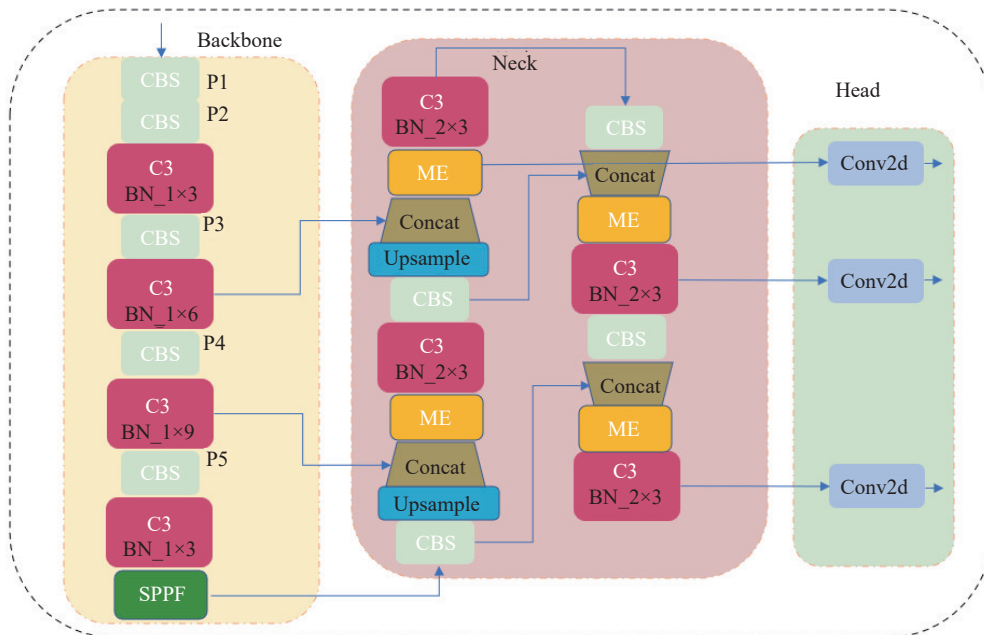 Backbone
CBS
P1
CBS
P2
C3
BN_1×3
CBS
P3
C3
BN_1×6
CBS
P4
C3
BN_1×9
CBS
P5
C3
BN_1×3
SPPF
Neck
C3
BN_2×3
ME
Concat
Upsample
CBS
C3
BN_2×3
ME
Concat
Upsample
CBS
CBS
Concat
ME
C3
BN_2×3
CBS
Concat
ME
C3
BN_2×3
Head
Conv2d
Conv2d
Conv2d